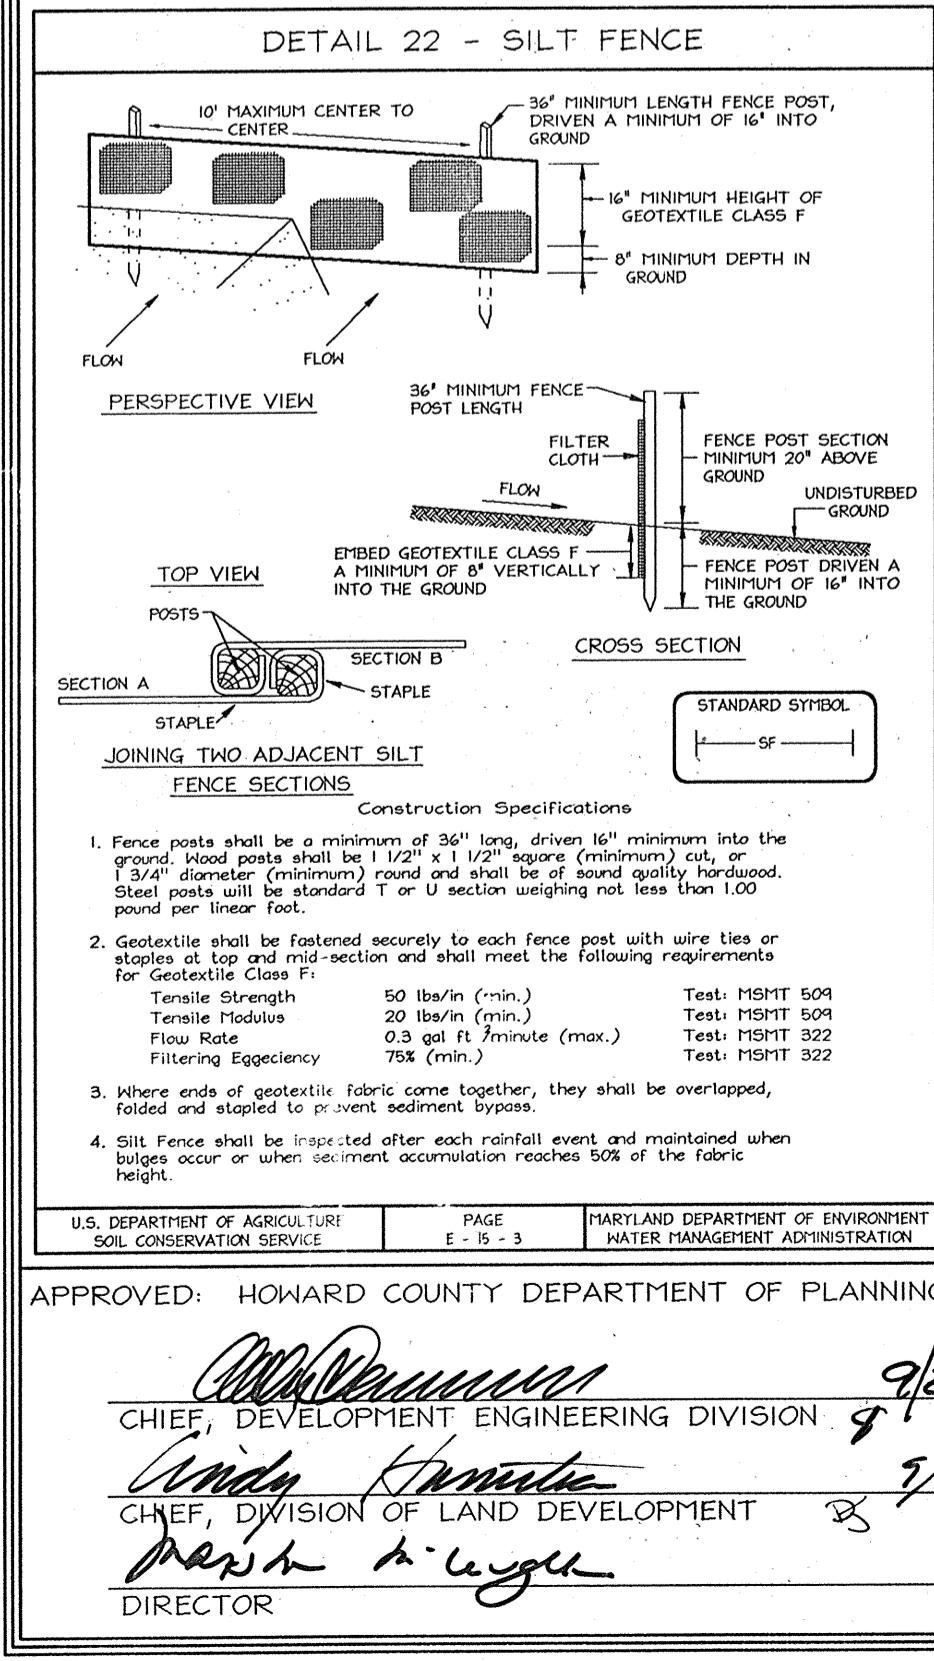 DETAIL 22 - SILT FENCE
10' MAXIMUM CENTER TO
CENTER
36" MINIMUM LENGTH FENCE POST,
DRIVEN A MINIMUM OF 16" INTO
GROUND
16" MINIMUM HEIGHT OF
GEOTEXTILE CLASS F
8" MINIMUM DEPTH IN
GROUND
FLOW
FLOW
PERSPECTIVE VIEW
36" MINIMUM FENCE
POST LENGTH
FILTER
CLOTH
FENCE POST SECTION
MINIMUM 20" ABOVE
GROUND
FLOW
UNDISTURBED
GROUND
EMBED GEOTEXTILE CLASS F
A MINIMUM OF 8" VERTICALLY
INTO THE GROUND
FENCE POST DRIVEN A
MINIMUM OF 16" INTO
THE GROUND
CROSS SECTION
TOP VIEW
POSTS
SECTION B
SECTION A
STAPLE
STAPLE
JOINING TWO ADJACENT SILT
FENCE SECTIONS
STANDARD SYMBOL
SF
Construction Specifications
1. Fence posts shall be a minimum of 36" long, driven 16" minimum into the
ground. Wood posts shall be 1 1/2" x 1 1/2" square (minimum) cut, or
1 3/4" diameter (minimum) round and shall be of sound quality hardwood.
Steel posts will be standard T or U section weighing not less than 1.00
pound per linear foot.
2. Geotextile shall be fastened securely to each fence post with wire ties or
staples at top and mid-section and shall meet the following requirements
for Geotextile Class F:
Tensile Strength 50 lbs/in (min.) Test: MSMT 509
Tensile Modulus 20 lbs/in (min.) Test: MSMT 509
Flow Rate 0.3 gal ft ²/minute (max.) Test: MSMT 322
Filtering Eggeciency 75% (min.) Test: MSMT 322
3. Where ends of geotextile fabric come together, they shall be overlapped,
folded and stapled to prevent sediment bypass.
4. Silt Fence shall be inspected after each rainfall event and maintained when
bulges occur or when sediment accumulation reaches 50% of the fabric
height.
U.S. DEPARTMENT OF AGRICULTURE
SOIL CONSERVATION SERVICE
PAGE
E - 15 - 3
MARYLAND DEPARTMENT OF ENVIRONMENT
WATER MANAGEMENT ADMINISTRATION
APPROVED: HOWARD COUNTY DEPARTMENT OF PLANNING
9/
CHIEF, DEVELOPMENT ENGINEERING DIVISION
Cindy Hamilton 9/
CHIEF, DIVISION OF LAND DEVELOPMENT
DIRECTOR